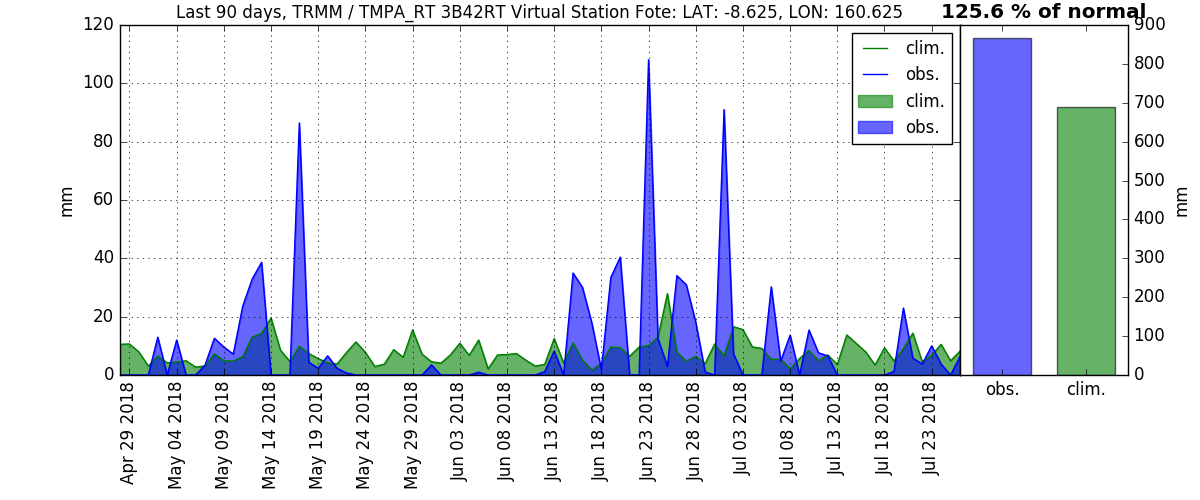 Last 90 days, TRMM / TMPA_RT 3B42RT Virtual Station Fote: LAT: -8.625, LON: 160.625
125.6 % of normal
120
100
80
60
40
20
0
mm
clim.
obs.
clim.
obs.
900
800
700
600
500
400
300
200
100
0
mm
Apr 29 2018
May 04 2018
May 09 2018
May 14 2018
May 19 2018
May 24 2018
May 29 2018
Jun 03 2018
Jun 08 2018
Jun 13 2018
Jun 18 2018
Jun 23 2018
Jun 28 2018
Jul 03 2018
Jul 08 2018
Jul 13 2018
Jul 18 2018
Jul 23 2018
obs.
clim.